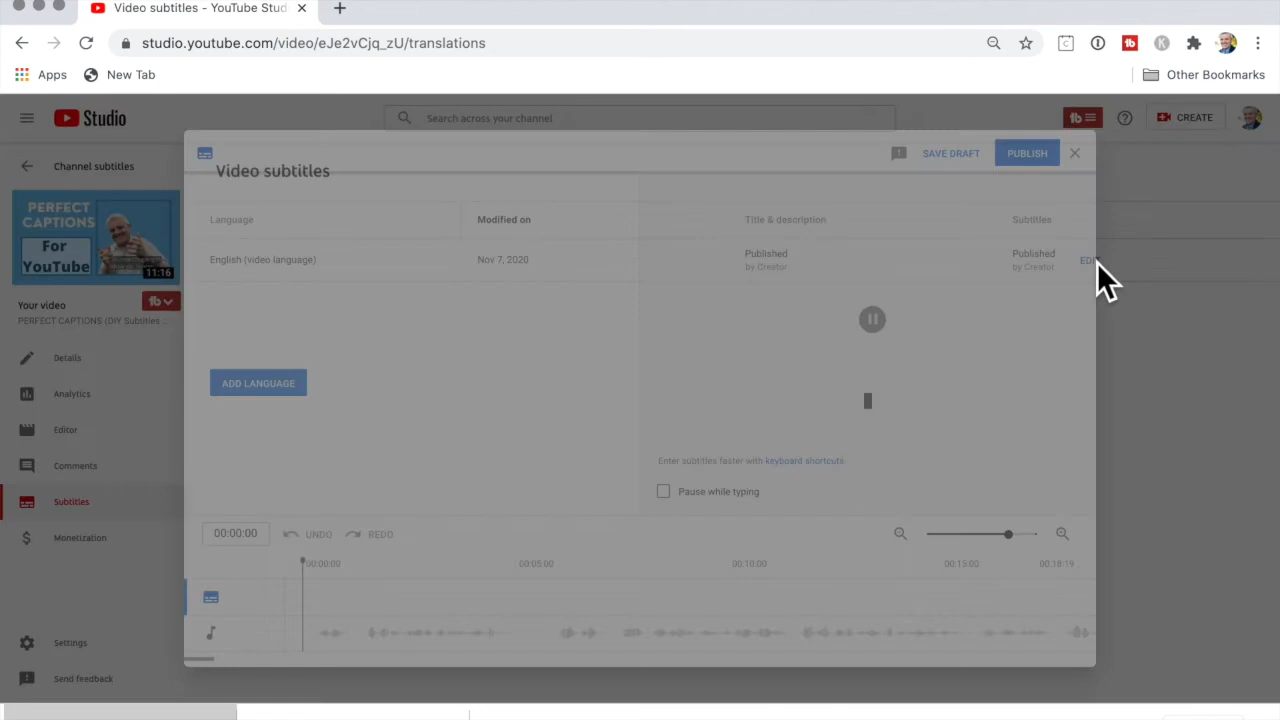 Video subtitles - YouTube Stud
studio.youtube.com/video/eJe2vCjq_zU/translations
Apps
New Tab
Other Bookmarks
Studio
Search across your channel
CREATE
Channel subtitles
SAVE DRAFT
PUBLISH
Video subtitles
PERFECT
CAPTIONS
For
YouTube
11:16
Language
Modified on
Title & description
Subtitles
English (video language)
Nov 7, 2020
Published
by Creator
Published
by Creator
EDIT
Your video
PERFECT CAPTIONS (DIY Subtitles ...
Details
Analytics
Editor
Comments
Subtitles
Monetization
Settings
Send feedback
ADD LANGUAGE
Enter subtitles faster with keyboard shortcuts.
Pause while typing
00:00:00
UNDO
REDO
00:00:00
00:05:00
00:10:00
00:15:00
00:18:19